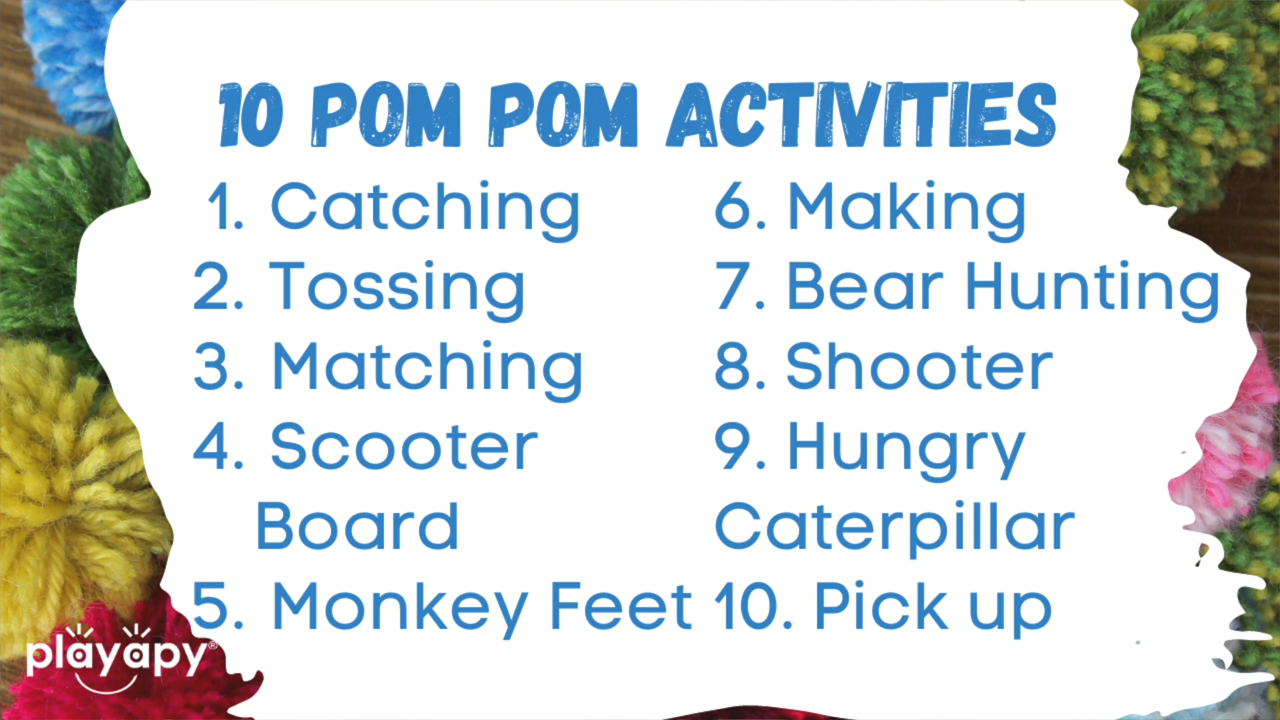 10 POM POM ACTIVITIES
1. Catching
2. Tossing
3. Matching
4. Scooter
Board
5. Monkey Feet
6. Making
7. Bear Hunting
8. Shooter
9. Hungry
Caterpillar
10. Pick up
playapy®